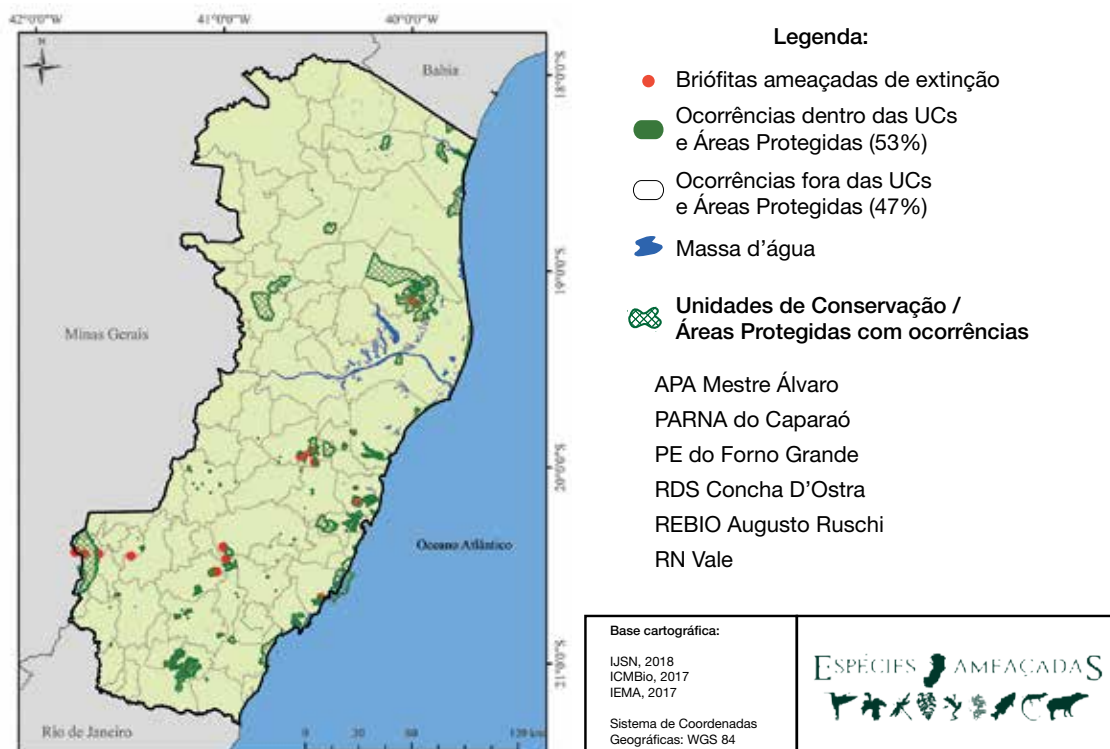 42°0'0"W
41°0'0"W
40°0'0"W
N
Bahia
18°0'0"S
19°0'0"S
Minas Gerais
20°0'0"S
Oceano Atlântico
21°0'0"S
Rio de Janeiro
0
30
60
120 km
Legenda:
Briófitas ameaçadas de extinção
Ocorrências dentro das UCs
e Áreas Protegidas (53%)
Ocorrências fora das UCs
e Áreas Protegidas (47%)
Massa d'água
Unidades de Conservação /
Áreas Protegidas com ocorrências
APA Mestre Álvaro
PARNA do Caparaó
PE do Forno Grande
RDS Concha D'Ostra
REBIO Augusto Ruschi
RN Vale
Base cartográfica:
IJSN, 2018
ICMBio, 2017
IEMA, 2017
Sistema de Coordenadas
Geográficas: WGS 84
ESPÉCIES AMEAÇADAS